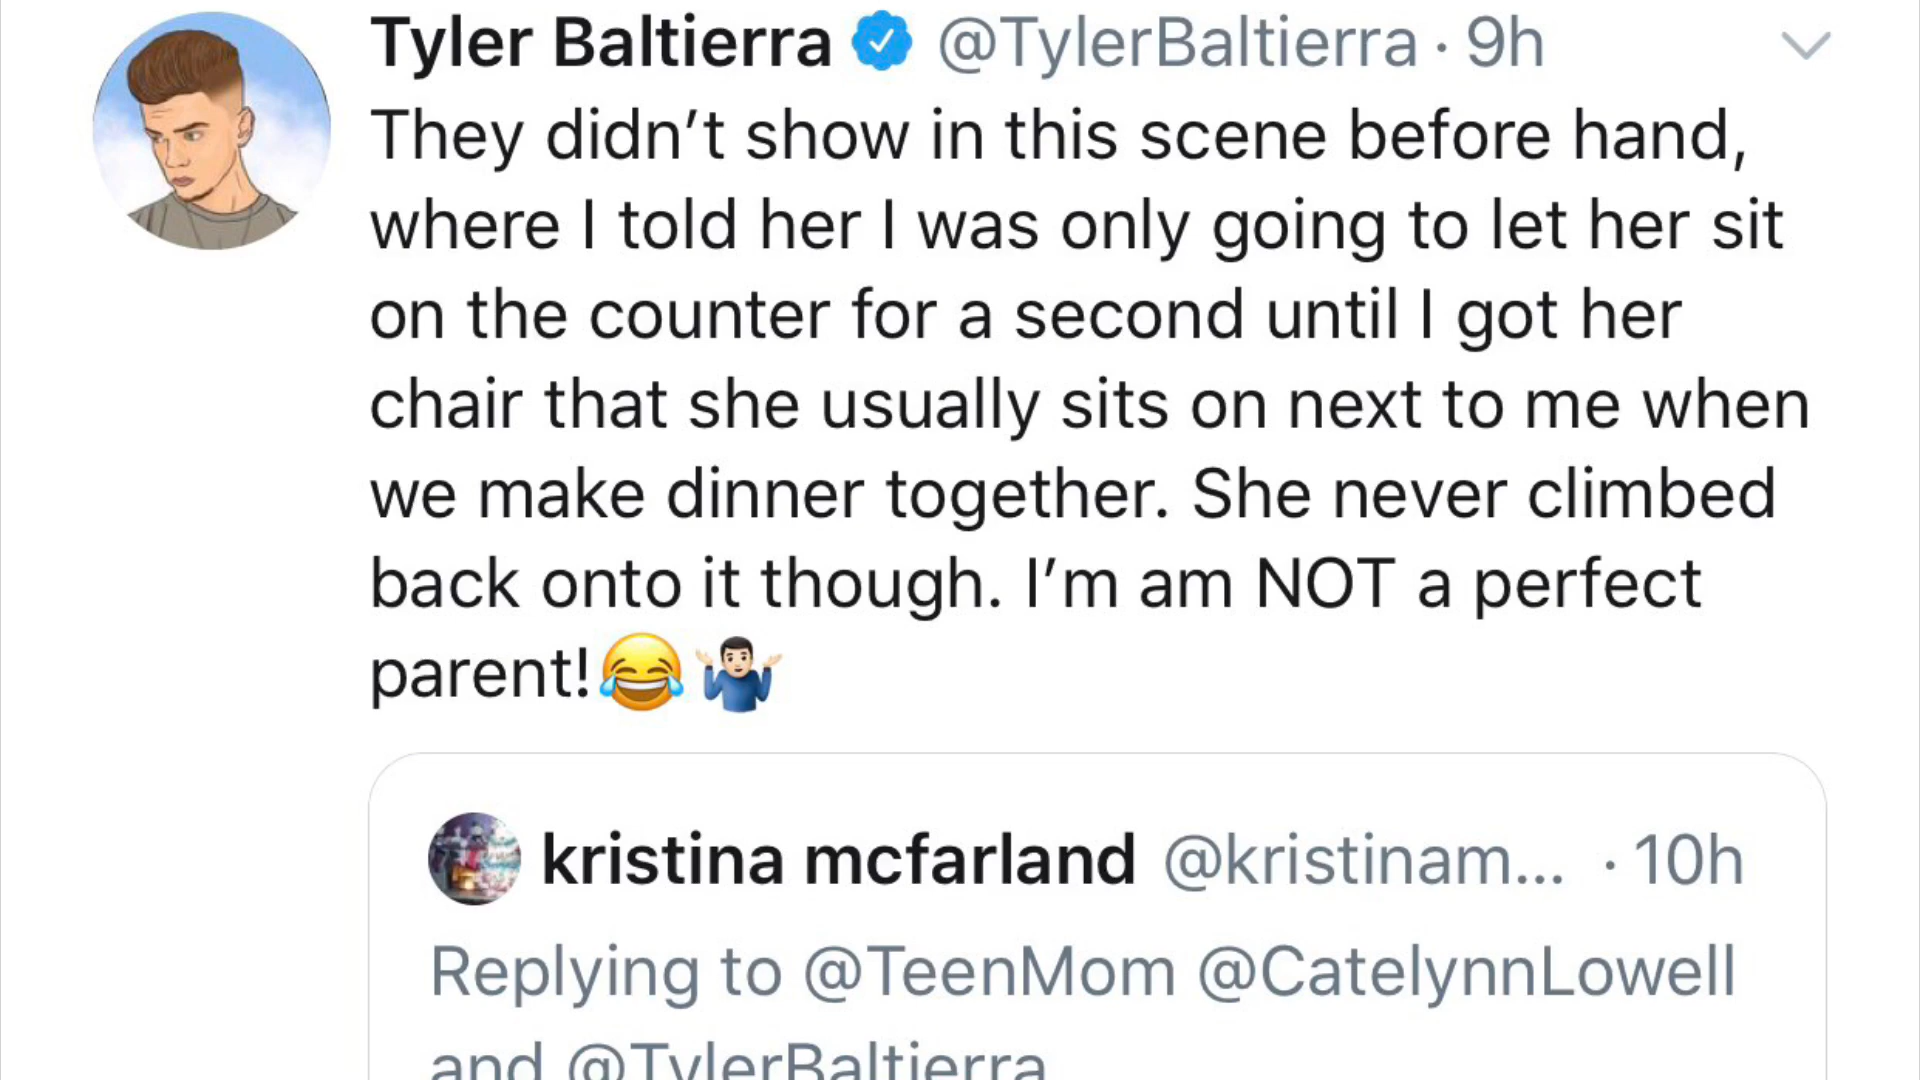 Tyler Baltierra @TylerBaltierra · 9h
They didn’t show in this scene before hand,
where I told her I was only going to let her sit
on the counter for a second until I got her
chair that she usually sits on next to me when
we make dinner together. She never climbed
back onto it though. I’m am NOT a perfect
parent!😂🤷🏻‍♂️
kristina mcfarland @kristinam... · 10h
Replying to @TeenMom @CatelynnLowell
and @TylerBaltierra